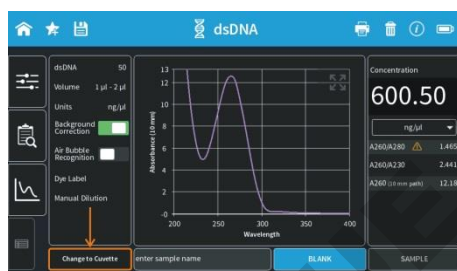 dsDNA
dsDNA 50
Volume 1 µl - 2 µl
Units ng/µl
Background
Correction
Air Bubble
Recognition
Dye Label
Manual Dilution
Change to Cuvette
Absorbance (10 mm)
13
12
10
8
6
4
2
-0
200 250 300 350 400
Wavelength
enter sample name
BLANK
Concentration
600.50
ng/µl
A260/A280 1.465
A260/A230 2.441
A260 (10 mm path) 12.18
SAMPLE